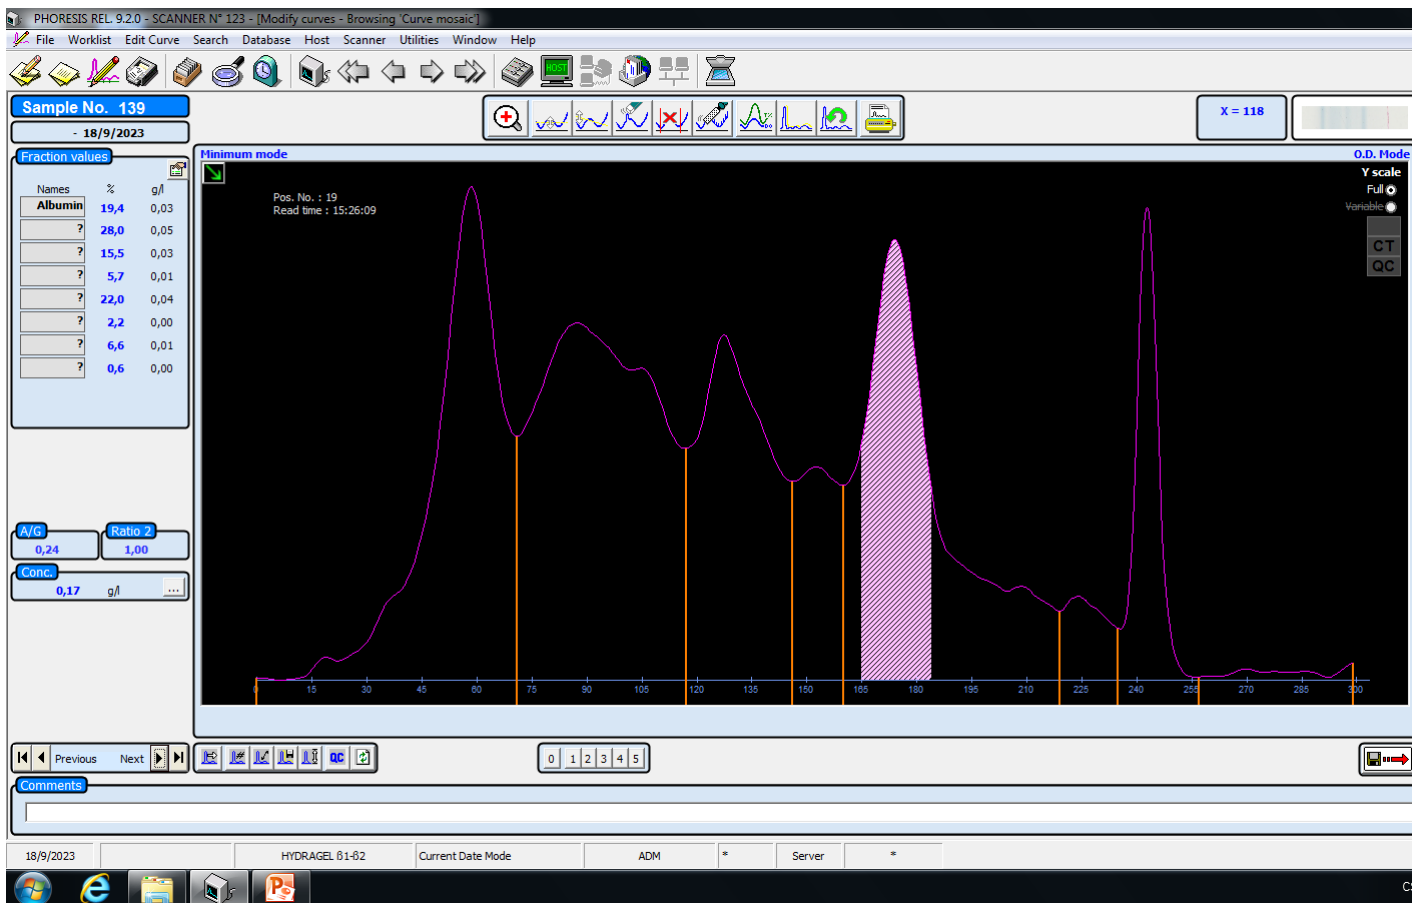 PHORESIS REL. 9.2.0 - SCANNER N° 123 - [Modify curves - Browsing 'Curve mosaic']
File Worklist Edit Curve Search Database Host Scanner Utilities Window Help
HOST
Sample No. 139
- 18/9/2023
X = 118
Fraction values
Names % g/l
Albumin 19,4 0,03
? 28,0 0,05
? 15,5 0,03
? 5,7 0,01
? 22,0 0,04
? 2,2 0,00
? 6,6 0,01
? 0,6 0,00
A/G
0,24
Ratio 2
1,00
Conc.
0,17 g/l ...
Minimum mode
O.D. Mode
Pos. No. : 19
Read time : 15:26:09
Y scale
Full
Variable
CT
QC
0 15 30 45 60 75 90 105 120 135 150 165 180 195 210 225 240 255 270 285 300
Previous Next
QC
0 1 2 3 4 5
Comments
18/9/2023 HYDRAGEL ß1-ß2 Current Date Mode ADM * Server *